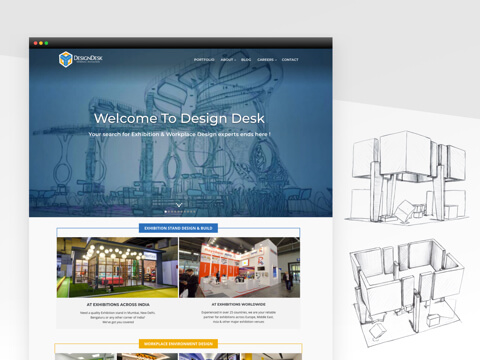 DESIGNDESK
PORTFOLIO ABOUT BLOG CAREERS CONTACT
Welcome To Design Desk
Your search for Exhibition & Workplace Design experts ends here !
EXHIBITION STAND DESIGN & BUILD
AT EXHIBITIONS ACROSS INDIA
Need a quality Exhibition stand in Mumbai, New Delhi,
Bengaluru or any other corner of India?
We've got you covered!
AT EXHIBITIONS WORLDWIDE
Experienced in over 25 countries, we are your reliable
partner for exhibitions across Europe, Middle East,
Asia & other major exhibition venues
WORKPLACE ENVIRONMENT DESIGN